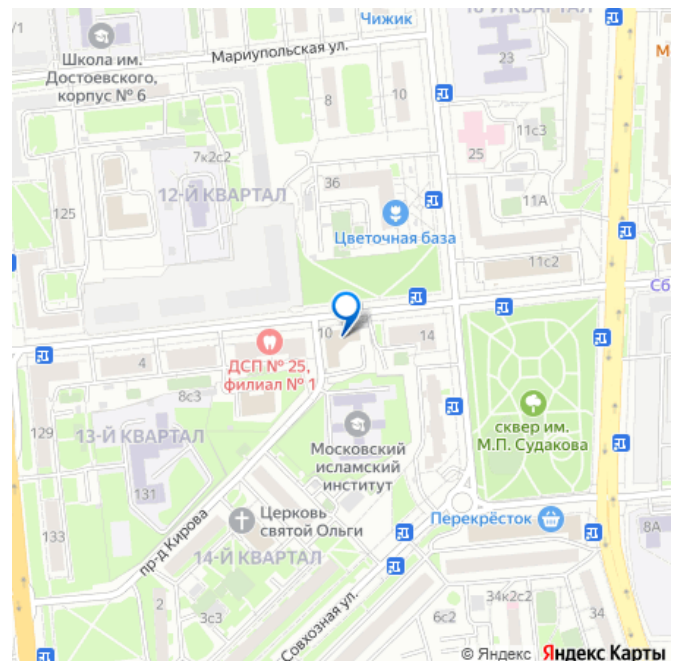 /1
Школа им.
Достоевского,
корпус № 6
Мариупольская ул.
Чижик
23
М
8
10
11с3
25
7к2с2
36
12-Й КВАРТАЛ
11А
125
Цветочная база
11с2
Сб
10
14
ДСП № 25,
филиал № 1
4
8с3
сквер им.
М.П. Судакова
129
13-Й КВАРТАЛ
Московский
исламский
институт
131
Церковь
святой Ольги
Перекрёсток
8А
133
пр-д Кирова
14-Й КВАРТАЛ
2
3с3
Совхозная ул.
6с2
34к2с2
34
© Яндекс Яндекс Карты